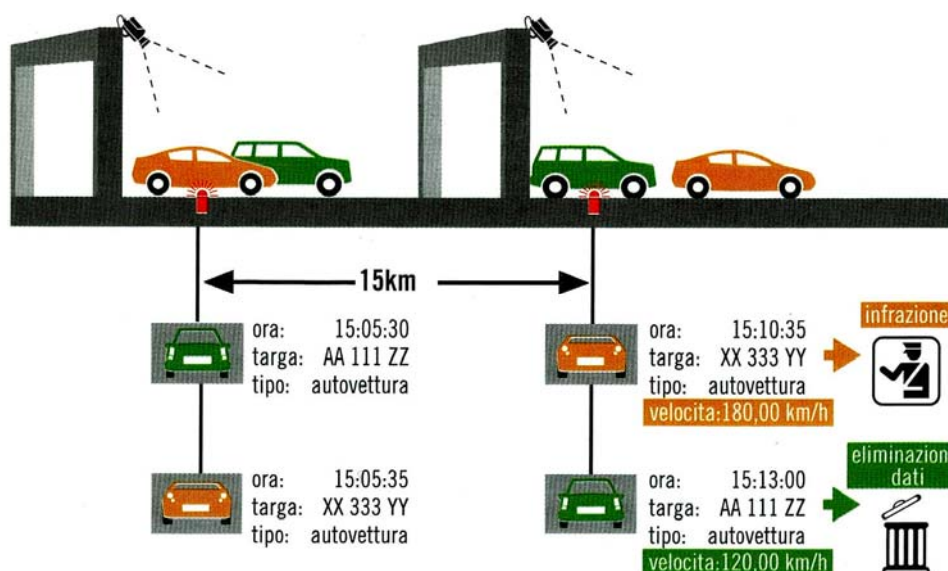 15km
ora: 15:05:30
targa: AA 111 ZZ
tipo: autovettura
ora: 15:05:35
targa: XX 333 YY
tipo: autovettura
ora: 15:10:35
targa: XX 333 YY
tipo: autovettura
velocita:180,00 km/h
infrazione
ora: 15:13:00
targa: AA 111 ZZ
tipo: autovettura
velocita:120,00 km/h
eliminazion
dati